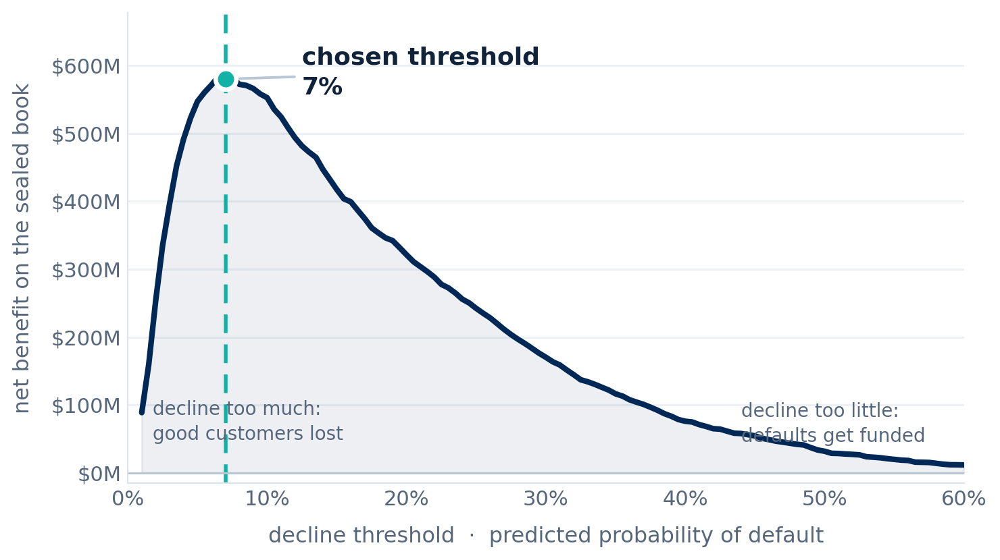 chosen threshold
7%
$600M
$500M
$400M
$300M
$200M
$100M
$0M
net benefit on the sealed book
decline too much:
good customers lost
decline too little:
defaults get funded
0%
10%
20%
30%
40%
50%
60%
decline threshold · predicted probability of default